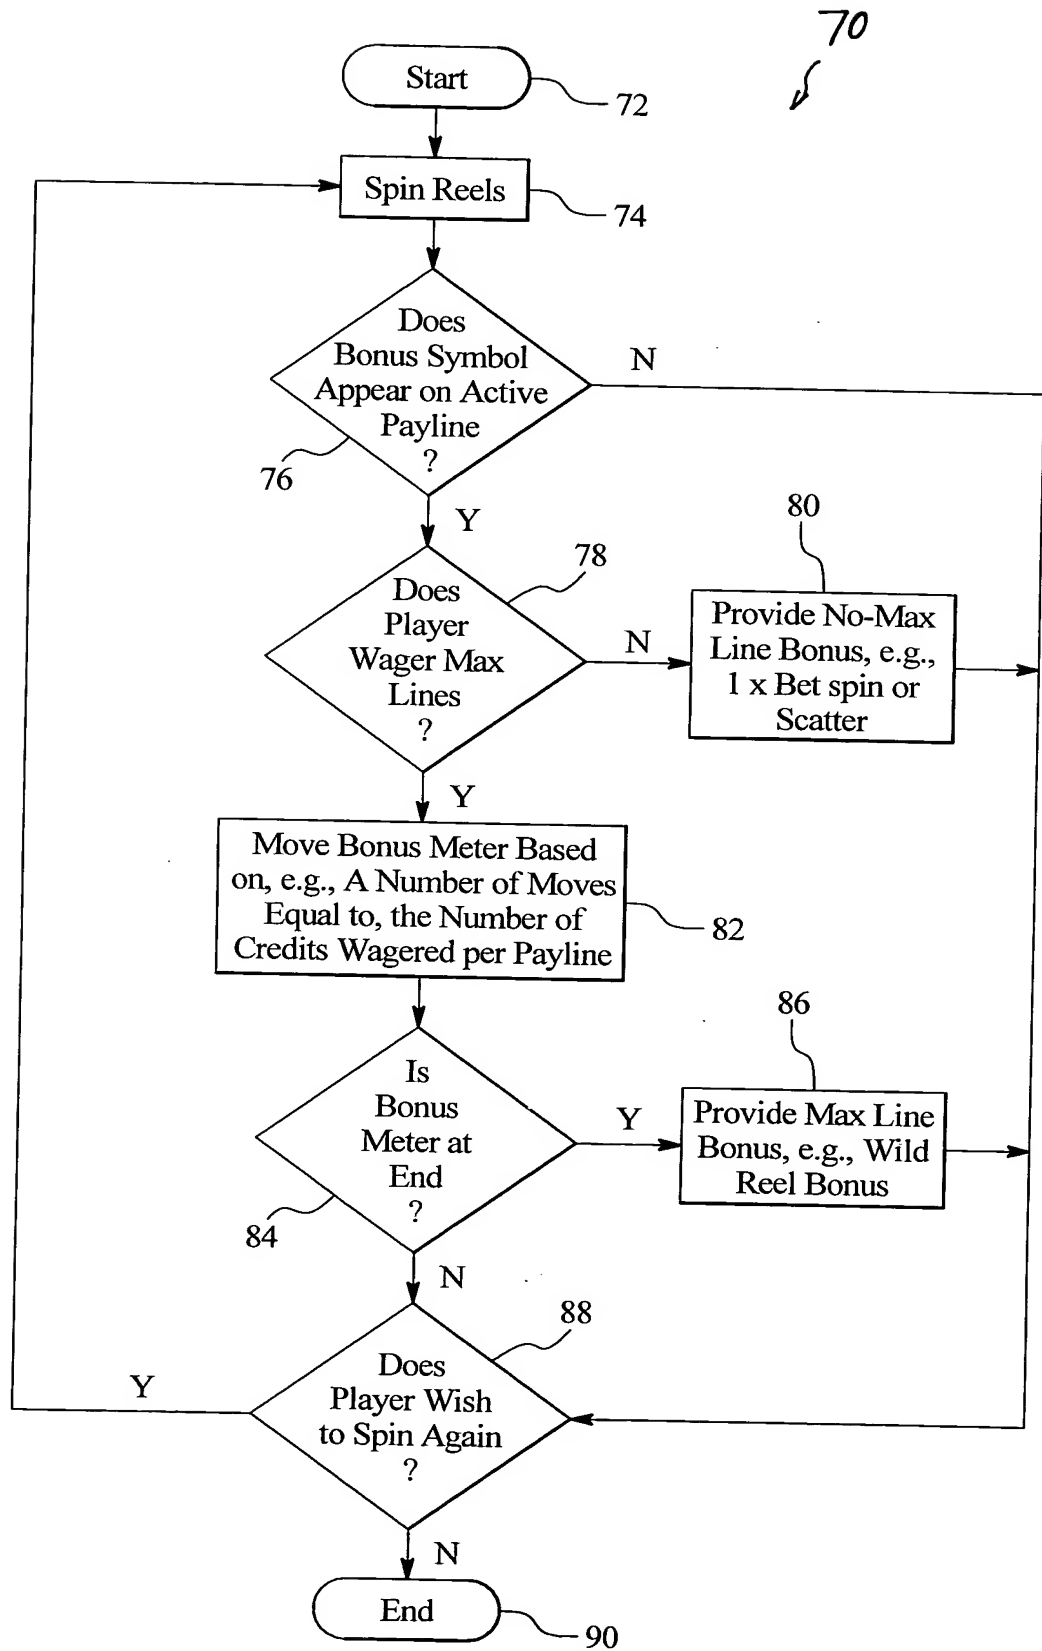 70
Start
72
Spin Reels
74
Does
Bonus Symbol
Appear on Active
Payline
?
N
76
Y
78
80
Does
Player
Wager Max
Lines
?
N
Provide No-Max
Line Bonus, e.g.,
1 x Bet spin or
Scatter
Y
Move Bonus Meter Based
on, e.g., A Number of Moves
Equal to, the Number of
Credits Wagered per Payline
82
86
Is
Bonus
Meter at
End
?
Y
Provide Max Line
Bonus, e.g., Wild
Reel Bonus
84
N
88
Does
Player Wish
to Spin Again
?
Y
N
End
90